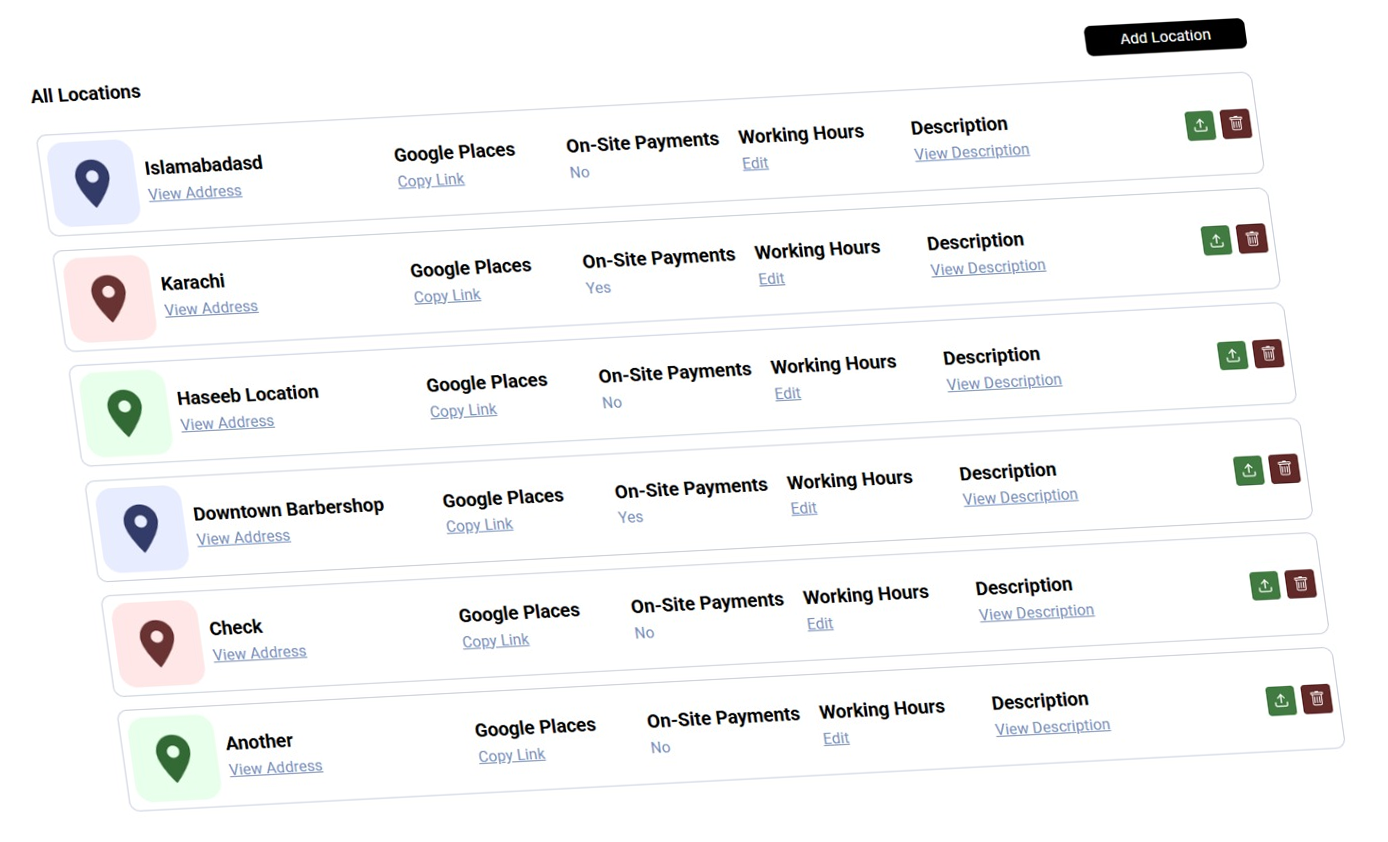 Add Location
All Locations
Islamabadasd Google Places On-Site Payments Working Hours Description
View Address Copy Link No Edit View Description
Karachi Google Places On-Site Payments Working Hours Description
View Address Copy Link Yes Edit View Description
Haseeb Location Google Places On-Site Payments Working Hours Description
View Address Copy Link No Edit View Description
Downtown Barbershop Google Places On-Site Payments Working Hours Description
View Address Copy Link Yes Edit View Description
Check Google Places On-Site Payments Working Hours Description
View Address Copy Link No Edit View Description
Another Google Places On-Site Payments Working Hours Description
View Address Copy Link No Edit View Description